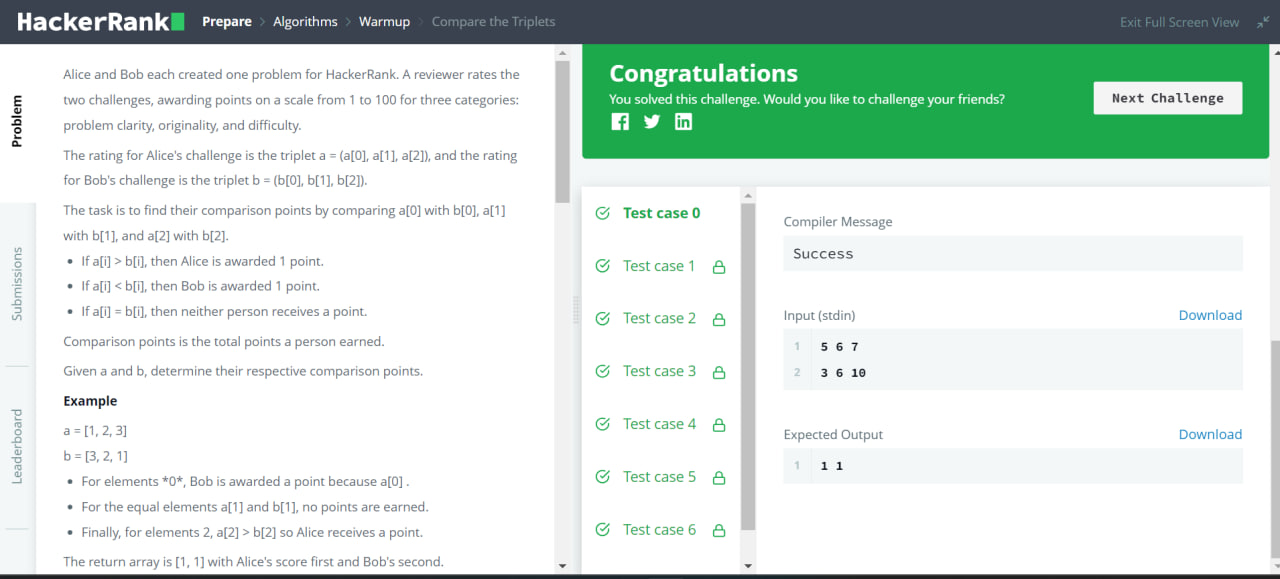 HackerRank
Prepare > Algorithms > Warmup > Compare the Triplets
Exit Full Screen View
Problem
Submissions
Leaderboard
Alice and Bob each created one problem for HackerRank. A reviewer rates the
two challenges, awarding points on a scale from 1 to 100 for three categories:
problem clarity, originality, and difficulty.
The rating for Alice's challenge is the triplet a = (a[0], a[1], a[2]), and the rating
for Bob's challenge is the triplet b = (b[0], b[1], b[2]).
The task is to find their comparison points by comparing a[0] with b[0], a[1]
with b[1], and a[2] with b[2].
• If a[i] > b[i], then Alice is awarded 1 point.
• If a[i] < b[i], then Bob is awarded 1 point.
• If a[i] = b[i], then neither person receives a point.
Comparison points is the total points a person earned.
Given a and b, determine their respective comparison points.
Example
a = [1, 2, 3]
b = [3, 2, 1]
• For elements *0*, Bob is awarded a point because a[0] .
• For the equal elements a[1] and b[1], no points are earned.
• Finally, for elements 2, a[2] > b[2] so Alice receives a point.
The return array is [1, 1] with Alice's score first and Bob's second.
Congratulations
You solved this challenge. Would you like to challenge your friends?
Next Challenge
Test case 0
Test case 1
Test case 2
Test case 3
Test case 4
Test case 5
Test case 6
Compiler Message
Success
Input (stdin)
Download
1 5 6 7
2 3 6 10
Expected Output
Download
1 1 1